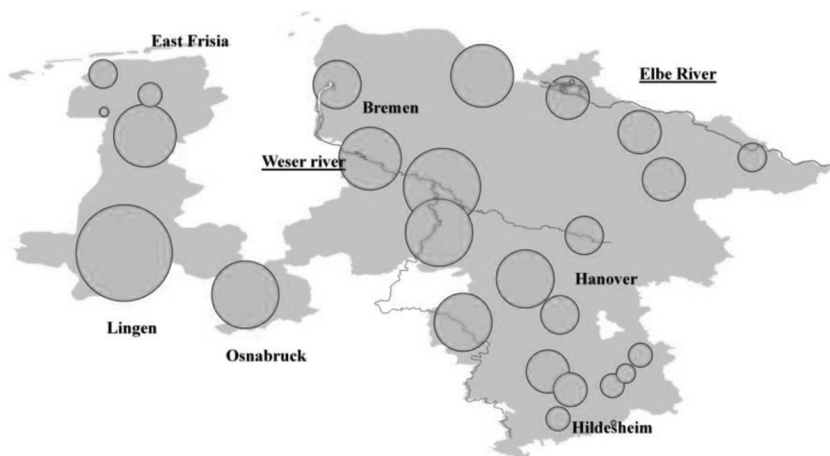 East Frisia
Elbe River
Bremen
Weser river
Hanover
Lingen
Osnabruck
Hildesheim